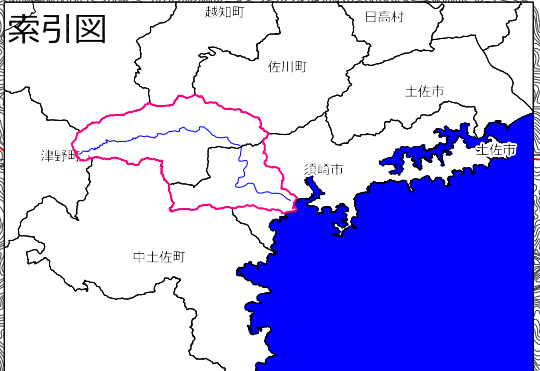 索引図
越知町
日高村
佐川町
土佐市
津野町
土佐市
須崎市
中土佐町